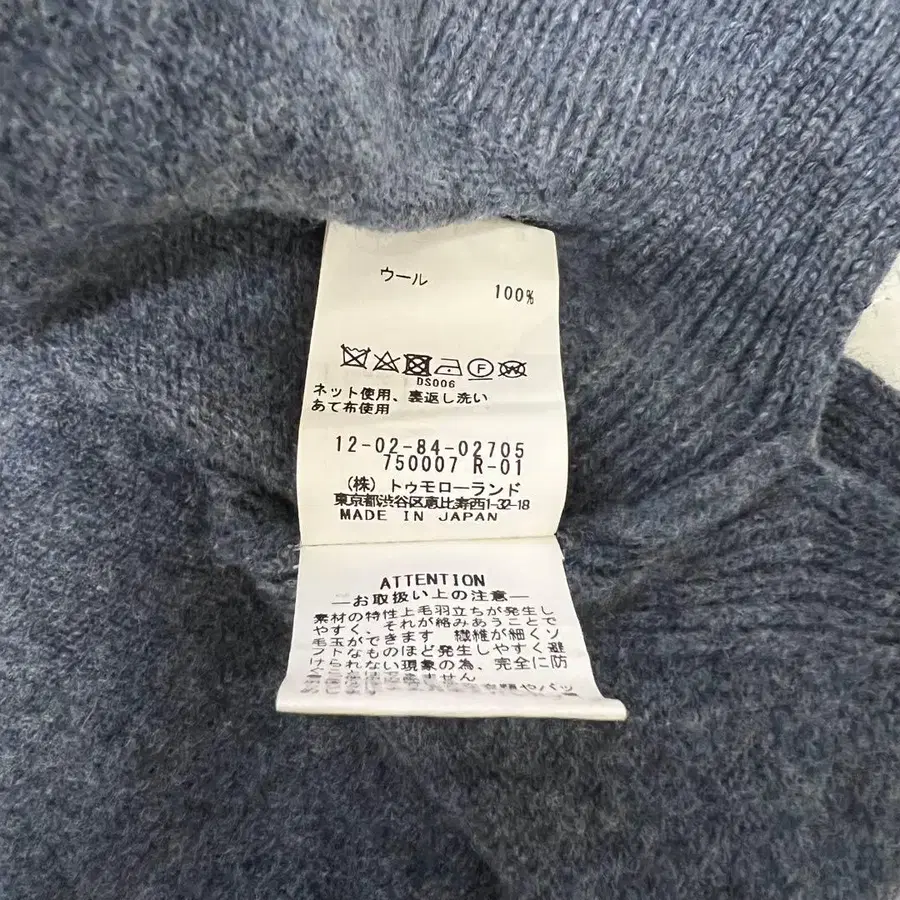 ウール
100%
DS006
ネット使用、裏返し洗い
あて布使用
12-02-84-02705
750007 R-01
(株) トゥモローランド
東京都渋谷区恵比寿西1-32-18
MADE IN JAPAN
ATTENTION
―お取扱い上の注意―
素材の特性上毛羽立ちが発生し
やすく、それが絡みあうことで
毛玉ができます 繊維が細くソ
フトなものほど発生しやすく避
けられない現象の為、完全に防
ません